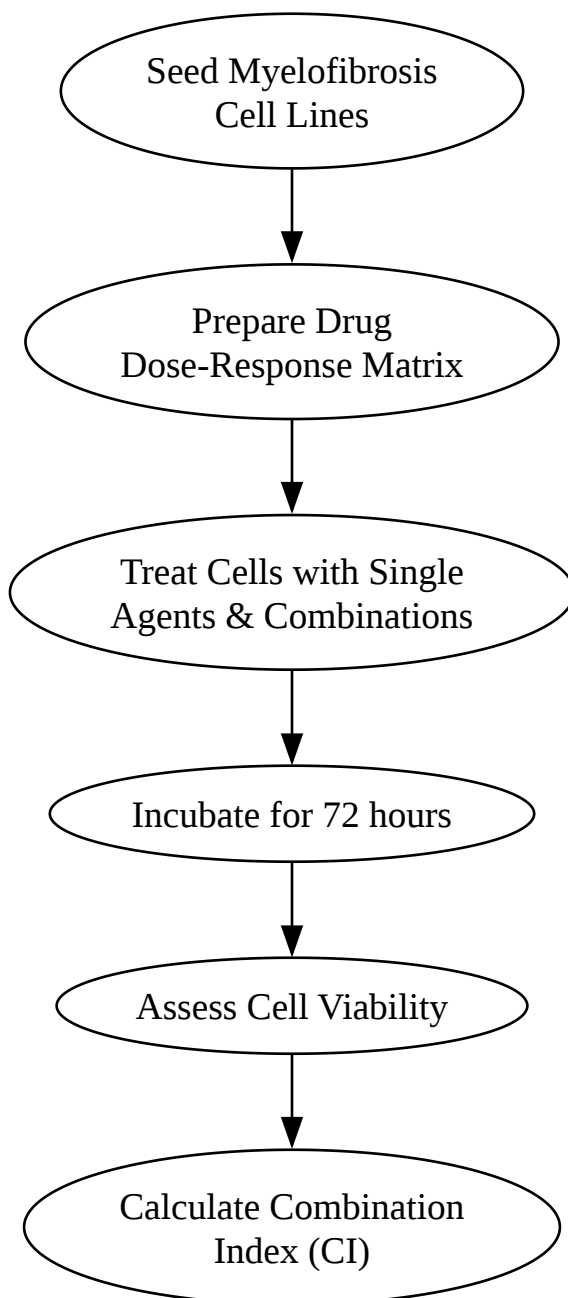 Seed Myelofibrosis
Cell Lines
Prepare Drug
Dose-Response Matrix
Treat Cells with Single
Agents & Combinations
Incubate for 72 hours
Assess Cell Viability
Calculate Combination
Index (CI)